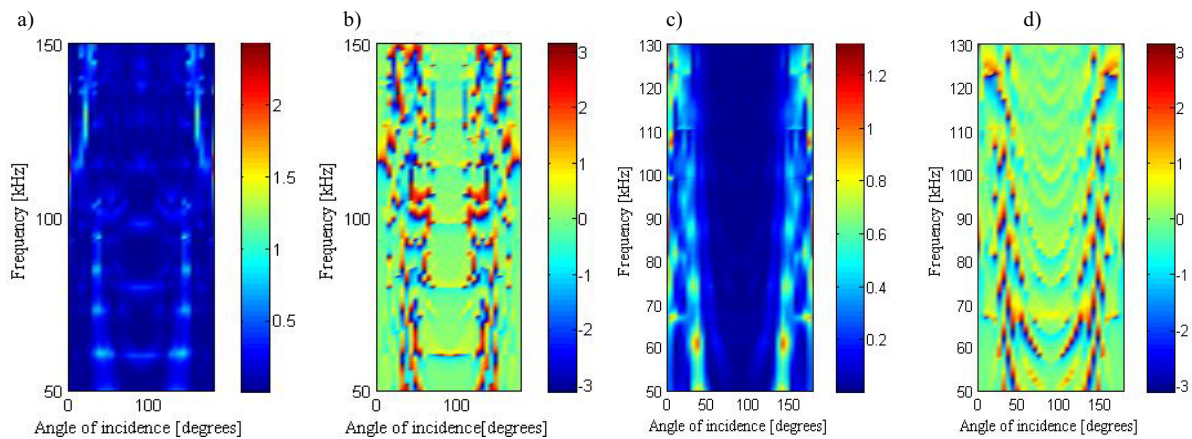 a) b) c) d)
150 150 130 130
3 3
1.2
120 120
2 2 2
110 110
1
1 1
1.5 100 100
100 100 0.8
0 90 90 0
1 80 0.6 80
-1 -1
70 0.4 70
0.5 -2 -2
60 0.2 60
50 -3 50 -3
50 50
0 100 0 100 0 50 100 150 0 50 100 150
Frequency [kHz] Frequency [kHz] Frequency [kHz] Frequency [kHz]
Angle of incidence [degrees] Angle of incidence[degrees] Angle of incidence [degrees] Angle of incidence [degrees]